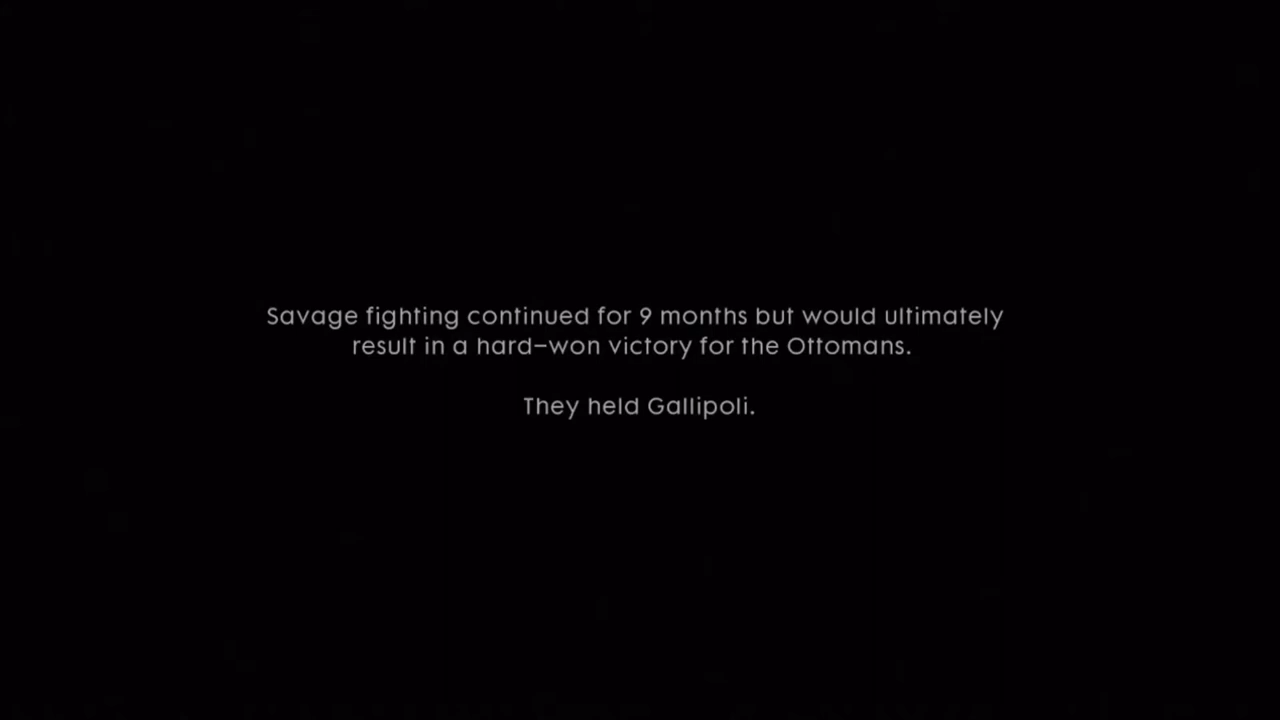 Savage fighting continued for 9 months but would ultimately
result in a hard–won victory for the Ottomans.
They held Gallipoli.